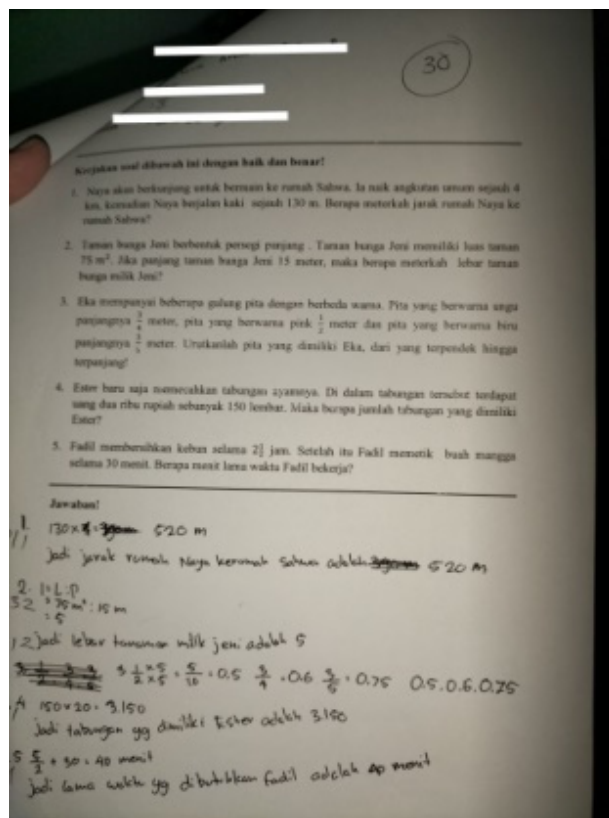 30
Kerjakan soal dibawah ini dengan baik dan benar!
1. Naya akan berkunjung untuk bermain ke rumah Salwa. Ia naik angkutan umum sejauh 4
km, kemudian Naya berjalan kaki sejauh 130 m. Berapa meterkah jarak rumah Naya ke
rumah Salwa?
2. Taman bunga Jeni berbentuk persegi panjang . Taman bunga Jeni memiliki luas taman
75 m². Jika panjang taman bunga Jeni 15 meter, maka berapa meterkah lebar taman
bunga milik Jeni?
3. Eka mempunyai beberapa gulung pita dengan berbeda warna. Pita yang berwarna ungu
panjangnya 3/4 meter, pita yang berwarna pink 1/2 meter dan pita yang berwarna biru
panjangnya 3/5 meter. Urutkanlah pita yang dimiliki Eka, dari yang terpendek hingga
terpanjang!
4. Ester baru saja memecahkan tabungan ayamnya. Di dalam tabungan tersebut terdapat
uang dua ribu rupiah sebanyak 150 lembar. Maka berapa jumlah tabungan yang dimiliki
Ester?
5. Fadil membersihkan kebun selama 2 jam. Setelah itu Fadil memetik buah mangga
selama 30 menit. Berapa menit lama waktu Fadil bekerja?
Jawaban!
1. 130 x 4 = 520 m
Jadi jarak rumah Naya kerumah Sahwa adalah 520 m
2. l = L : P
= 75 m² : 15 m
= 5
Jadi lebar tamaman milik jeni adalah 5
3 1/2 x 5/5 = 5/10 = 0.5 3/4 = 0.6 3/5 = 0.75 0.5.0.6.0.75
4 150 x 20 = 3.150
Jadi tabungan yg dimiliki Ester adalah 3.150
5 5/2 + 30 = 40 menit
Jadi lama waktu yg dibutuhkan fadil adalah 40 menit